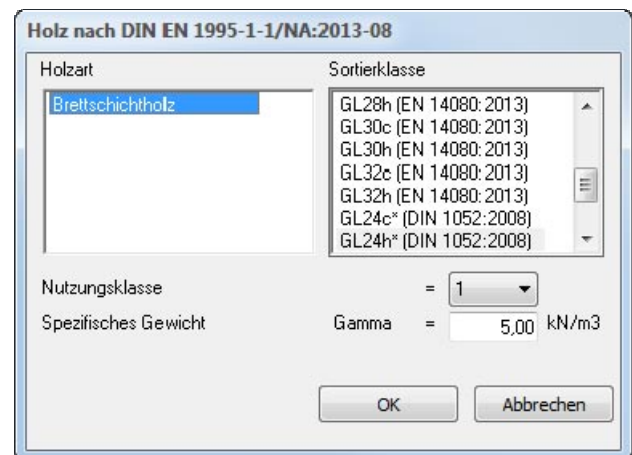 Holz nach DIN EN 1995-1-1/NA:2013-08
Holzart
Sortierklasse
Brettschichtholz
GL28h (EN 14080:2013)
GL30c (EN 14080:2013)
GL30h (EN 14080:2013)
GL32c (EN 14080:2013)
GL32h (EN 14080:2013)
GL24c* (DIN 1052:2008)
GL24h* (DIN 1052:2008)
Nutzungsklasse = 1
Spezifisches Gewicht Gamma = 5,00 kN/m3
OK Abbrechen